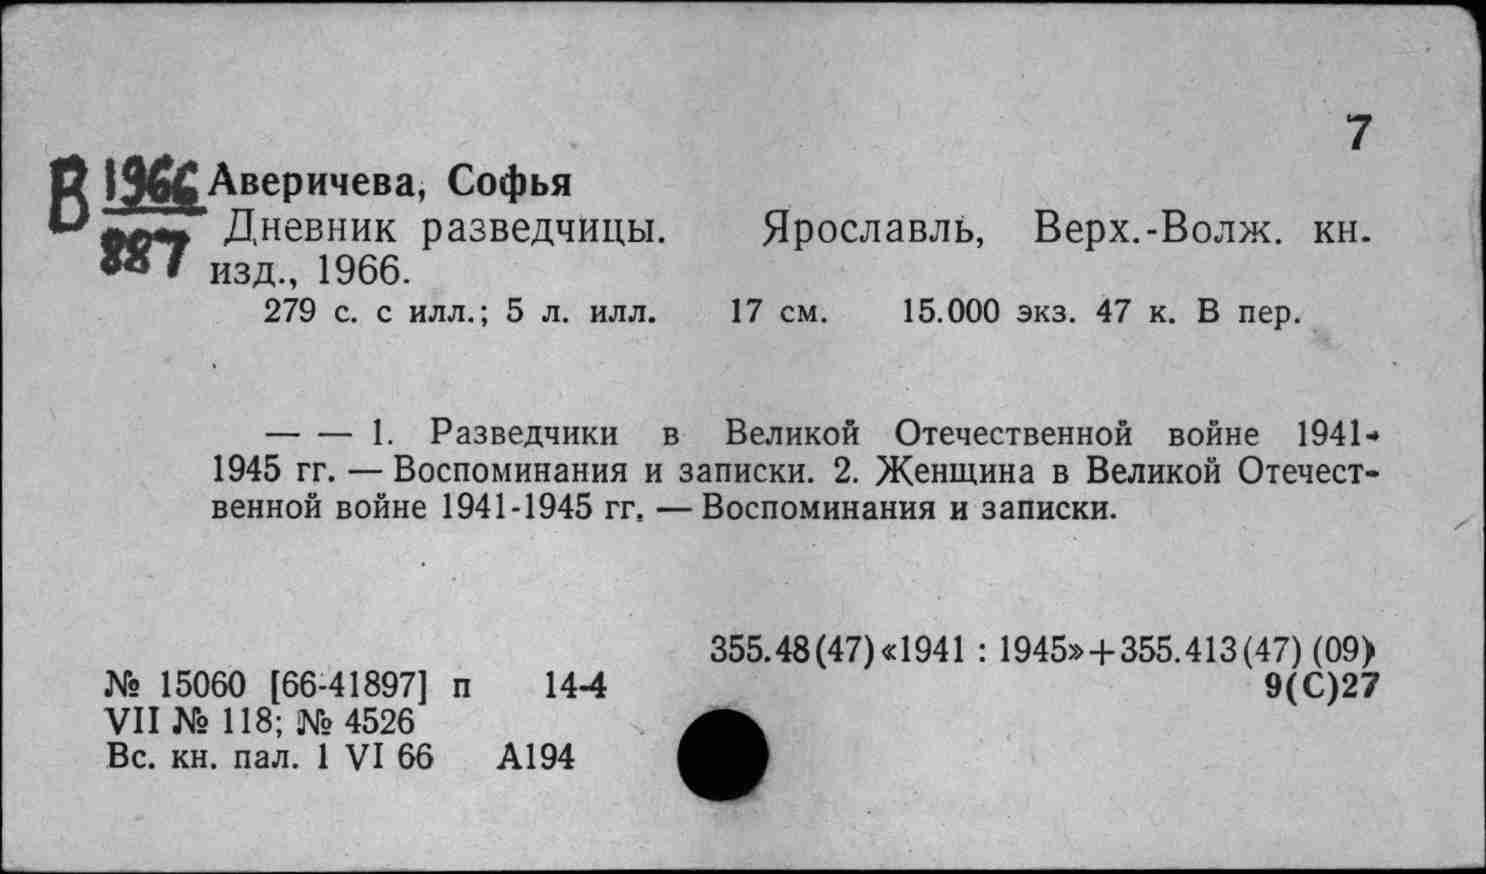 7
В 1966 Аверичева, Софья
887 Дневник разведчицы. Ярославль, Верх.-Волж. кн.
изд., 1966.
279 с. с илл.; 5 л. илл. 17 см. 15.000 экз. 47 к. В пер.
— — 1. Разведчики в Великой Отечественной войне 1941-
1945 гг. — Воспоминания и записки. 2. Женщина в Великой Отечест-
венной войне 1941-1945 гг. — Воспоминания и записки.
355.48(47)«1941 : 1945»+355.413(47) (09)
№ 15060 [66-41897] п 14-4 9(С)27
VII № 118; № 4526
Вс. кн. пал. 1 VI 66 А194